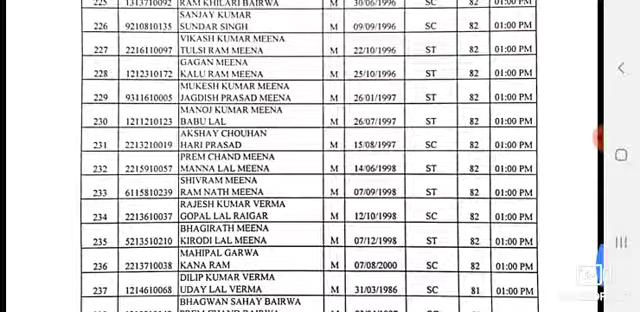 225 1313710092 RAM KHILARI BAIRWA M 30/06/1996 SC 82 01:00 PM
SANJAY KUMAR
226 9210810135 SUNDAR SINGH M 09/09/1996 SC 82 01:00 PM
VIKASH KUMAR MEENA
227 2216110097 TULSI RAM MEENA M 22/10/1996 ST 82 01:00 PM
GAGAN MEENA
228 1212310172 KALU RAM MEENA M 25/10/1996 ST 82 01:00 PM
MUKESH KUMAR MEENA
229 9311610005 JAGDISH PRASAD MEENA M 26/01/1997 ST 82 01:00 PM
MANOJ KUMAR MEENA
230 1211210123 BABU LAL M 26/07/1997 ST 82 01:00 PM
AKSHAY CHOUHAN
231 2213210019 HARI PRASAD M 15/08/1997 SC 82 01:00 PM
PREM CHAND MEENA
232 2215910057 MANNA LAL MEENA M 14/06/1998 ST 82 01:00 PM
SHIVRAM MEENA
233 6115810239 RAM NATH MEENA M 07/09/1998 ST 82 01:00 PM
RAJESH KUMAR VERMA
234 2213610037 GOPAL LAL RAIGAR M 12/10/1998 SC 82 01:00 PM
BHAGIRATH MEENA
235 5213510210 KIRODI LAL MEENA M 07/12/1998 ST 82 01:00 PM
MAHIPAL GARWA
236 2213710038 KANA RAM M 07/08/2000 SC 82 01:00 PM
DILIP KUMAR VERMA
237 1214610068 UDAY LAL VERMA M 31/03/1986 SC 81 01:00 PM
BHAGWAN SAHAY BAIRWA